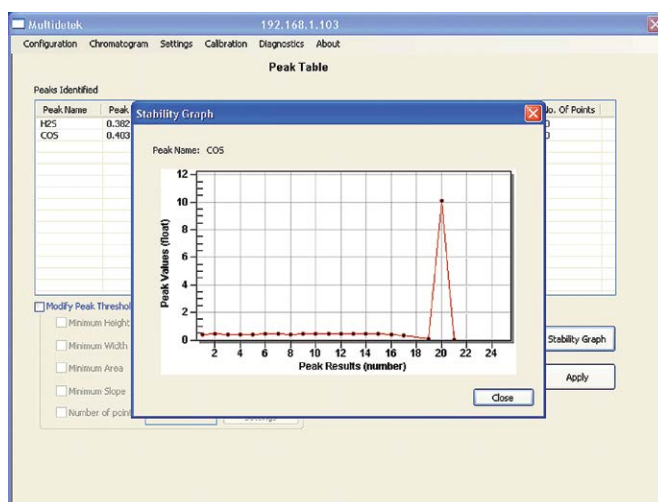 Multidetek 192.168.1.103
Configuration Chromatogram Settings Calibration Diagnostics About
Peak Table
Peaks Identified
Peak Name Peak No. Of Points
H2S 0.382
COS 0.403
Stability Graph
Peak Name: COS
12
10
8
6
4
2
0
Peak Values (float)
2 4 6 8 10 12 14 16 18 20 22 24
Peak Results (number)
Close
Modify Peak Threshol
Minimum Height
Minimum Width
Minimum Area
Minimum Slope
Number of point
Stability Graph
Apply